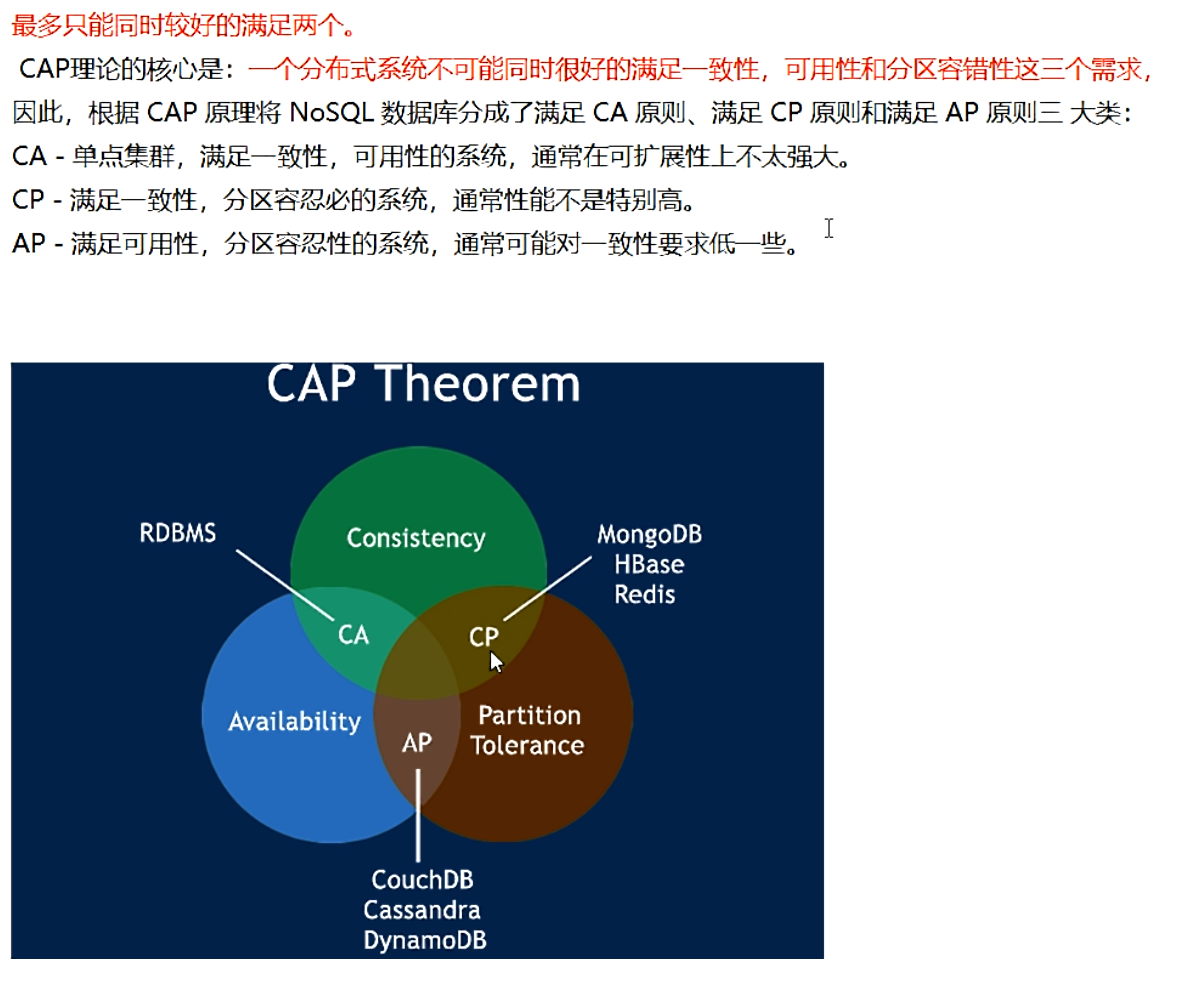 最多只能同时较好的满足两个。
CAP理论的核心是：一个分布式系统不可能同时很好的满足一致性，可用性和分区容错性这三个需求，
因此，根据 CAP 原理将 NoSQL 数据库分成了满足 CA 原则、满足 CP 原则和满足 AP 原则三 大类：
CA - 单点集群，满足一致性，可用性的系统，通常在可扩展性上不太强大。
CP - 满足一致性，分区容忍必的系统，通常性能不是特别高。
AP - 满足可用性，分区容忍性的系统，通常可能对一致性要求低一些。
CAP Theorem
RDBMS
Consistency
MongoDB
HBase
Redis
CA
CP
Availability
AP
Partition
Tolerance
CouchDB
Cassandra
DynamoDB